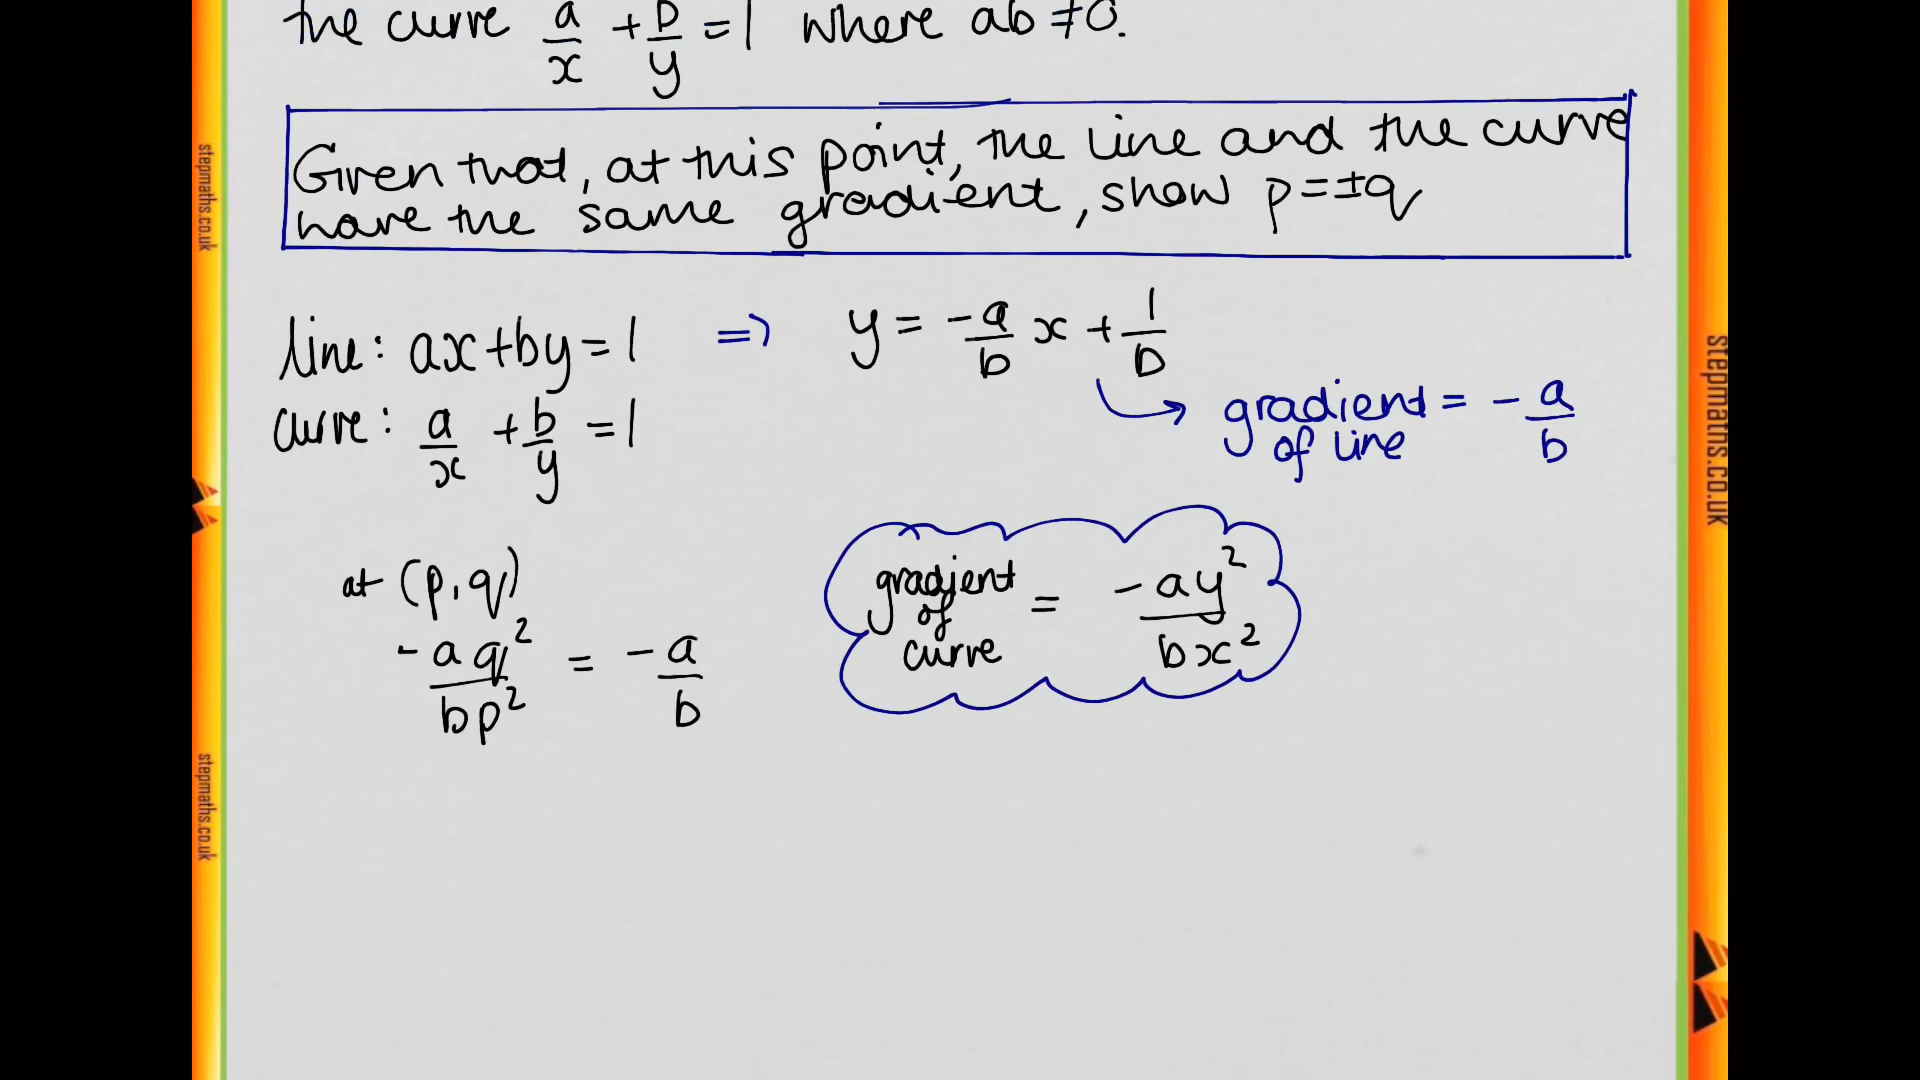 the curve a/x + b/y = 1 where ab ≠ 0.
Given that, at this point, the line and the curve
have the same gradient, show p = ±q
line: ax + by = 1 ⇒ y = -a/b x + 1/b
gradient of line = - a/b
curve: a/x + b/y = 1
at (p, q)
-aq²/bp² = -a/b
gradient of curve = -ay²/bx²
stepmaths.co.uk
stepmaths.co.uk
stepmaths.co.uk